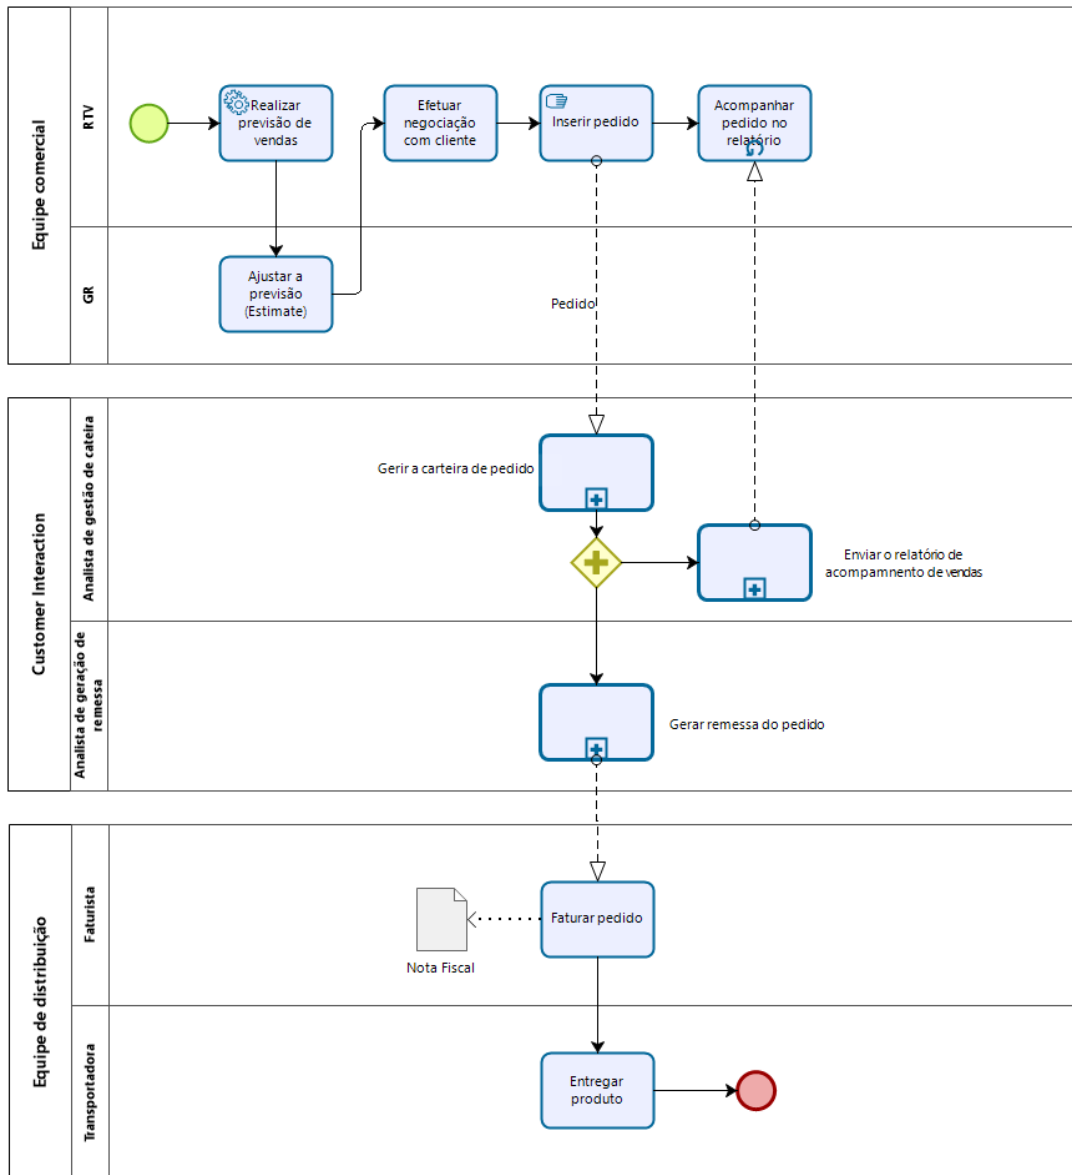 Equipe comercial
RTV
Realizar
previsão de
vendas
Efetuar
negociação
com cliente
Inserir pedido
Acompanhar
pedido no
relatório
GR
Ajustar a
previsão
(Estimate)
Pedido
Customer Interaction
Analista de gestão de cateira
Gerir a carteira de pedido
Enviar o relatório de
acompamnento de vendas
Analista de geração de
remessa
Gerar remessa do pedido
Equipe de distribuição
Faturista
Faturar pedido
Nota Fiscal
Transportadora
Entregar
produto